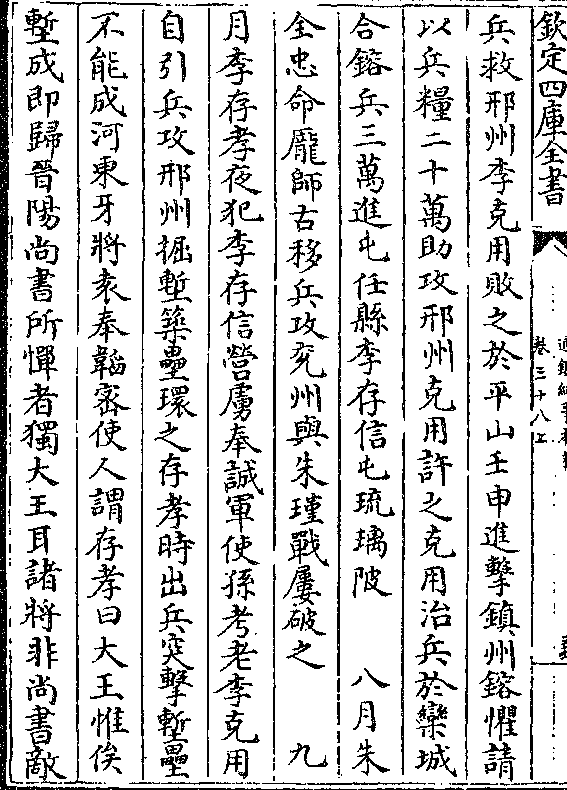 欽定四庫全書
卷三十八上
兵救邢州李克用敗之於平山壬申進擊鎮州鎔懼請
以兵糧二十萬助攻邢州克用許之克用治兵於欒城
合鎔兵三萬進屯任縣李存信屯琉璃陂　八月朱
全忠命龐師古移兵攻兖州與朱瑾戰屢破之　九
月李存孝夜犯李存信營虜奉誠軍使孫考老李克用
自引兵攻邢州掘塹築壘環之存孝時出兵突擊塹壘
不能成河東牙將袁奉韜宻使人謂存孝曰大王惟俟
塹成即歸晉陽尚書所憚者獨大王耳諸將非尚書敵